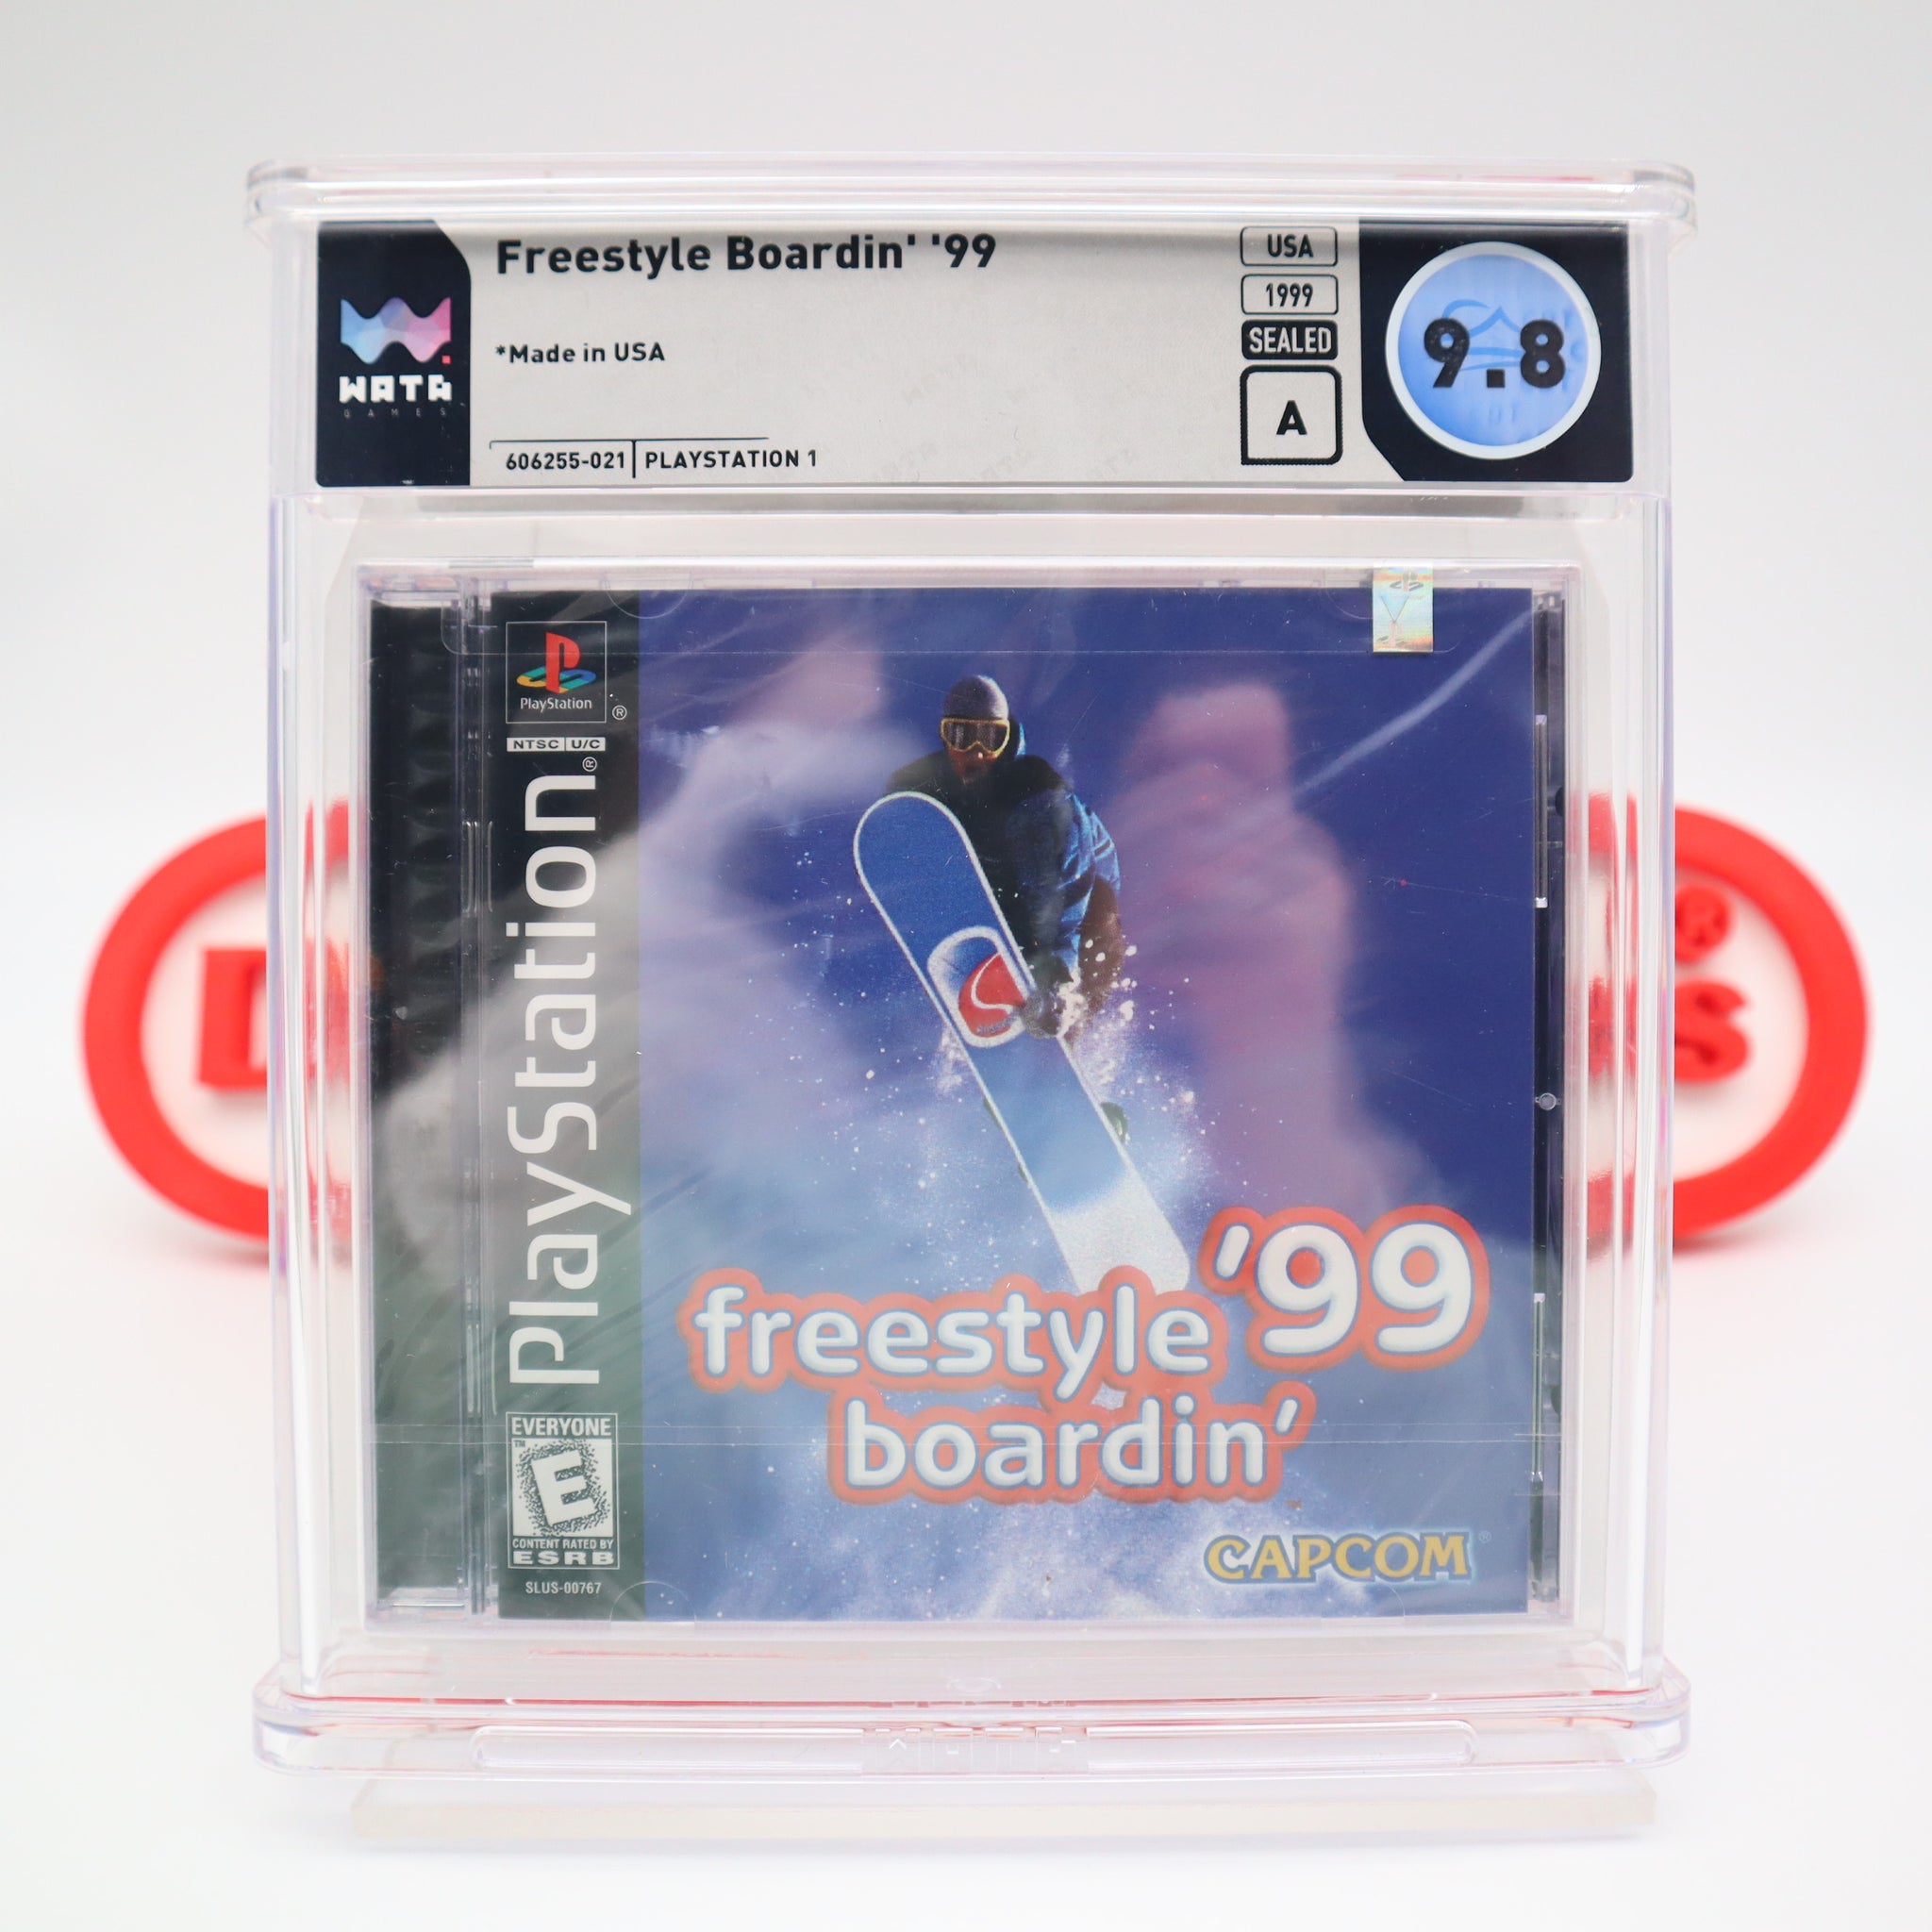 Freestyle Boardin' '99
*Made in USA
606255-021 PLAYSTATION 1
WATA
GAMES
USA
1999
SEALED
A
9.8
PlayStation
®
NTSC U/C
PlayStation®
EVERYONE
E
CONTENT RATED BY
ESRB
SLUS-00767
freestyle '99
boardin'
CAPCOM®
D
®
S